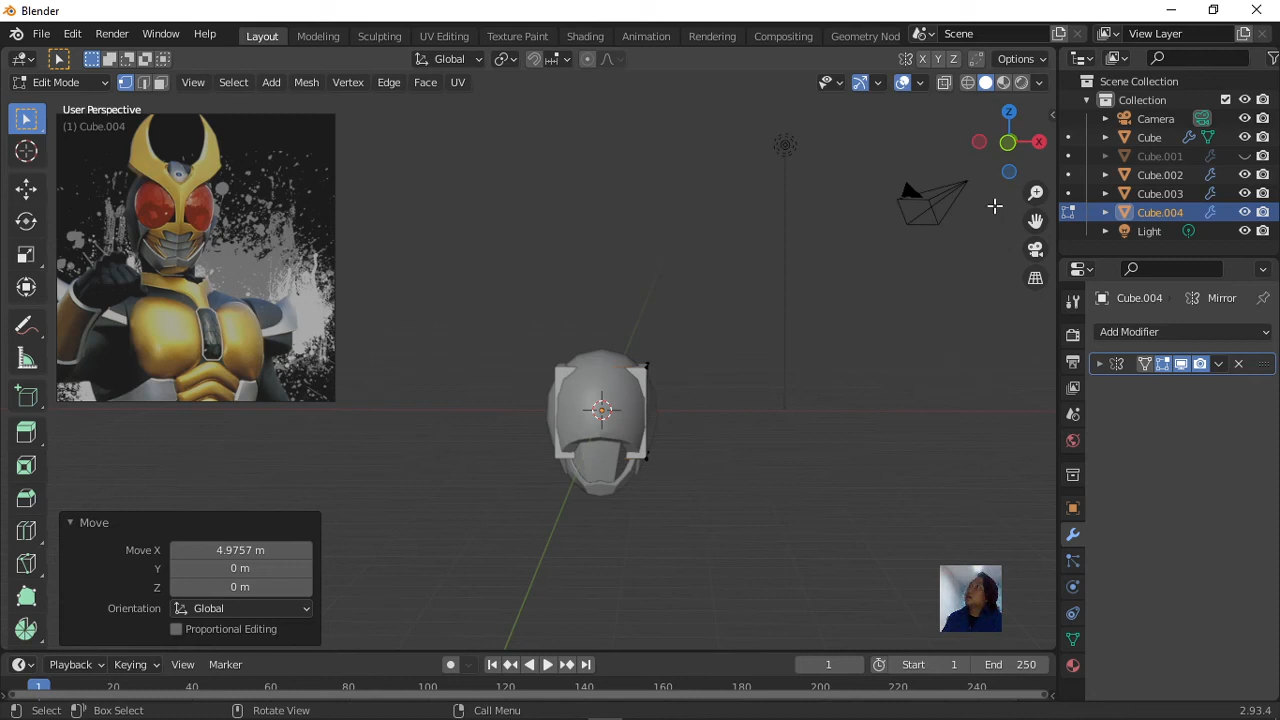 Blender
File Edit Render Window Help Layout Modeling Sculpting UV Editing Texture Paint Shading Animation Rendering Compositing Geometry Nod Scene View Layer
Global X Y Z Options
Edit Mode View Select Add Mesh Vertex Edge Face UV
User Perspective
(1) Cube.004
Z
X
Scene Collection
Collection
Camera
Cube
Cube.001
Cube.002
Cube.003
Cube.004
Light
Cube.004 Mirror
Add Modifier
Move
Move X 4.9757 m
Y 0 m
Z 0 m
Orientation Global
Proportional Editing
Playback Keying View Marker 1 Start 1 End 250
1 20 40 60 80 100 120 140 160 180 200 220 240
Select Box Select Rotate View Call Menu 2.93.4